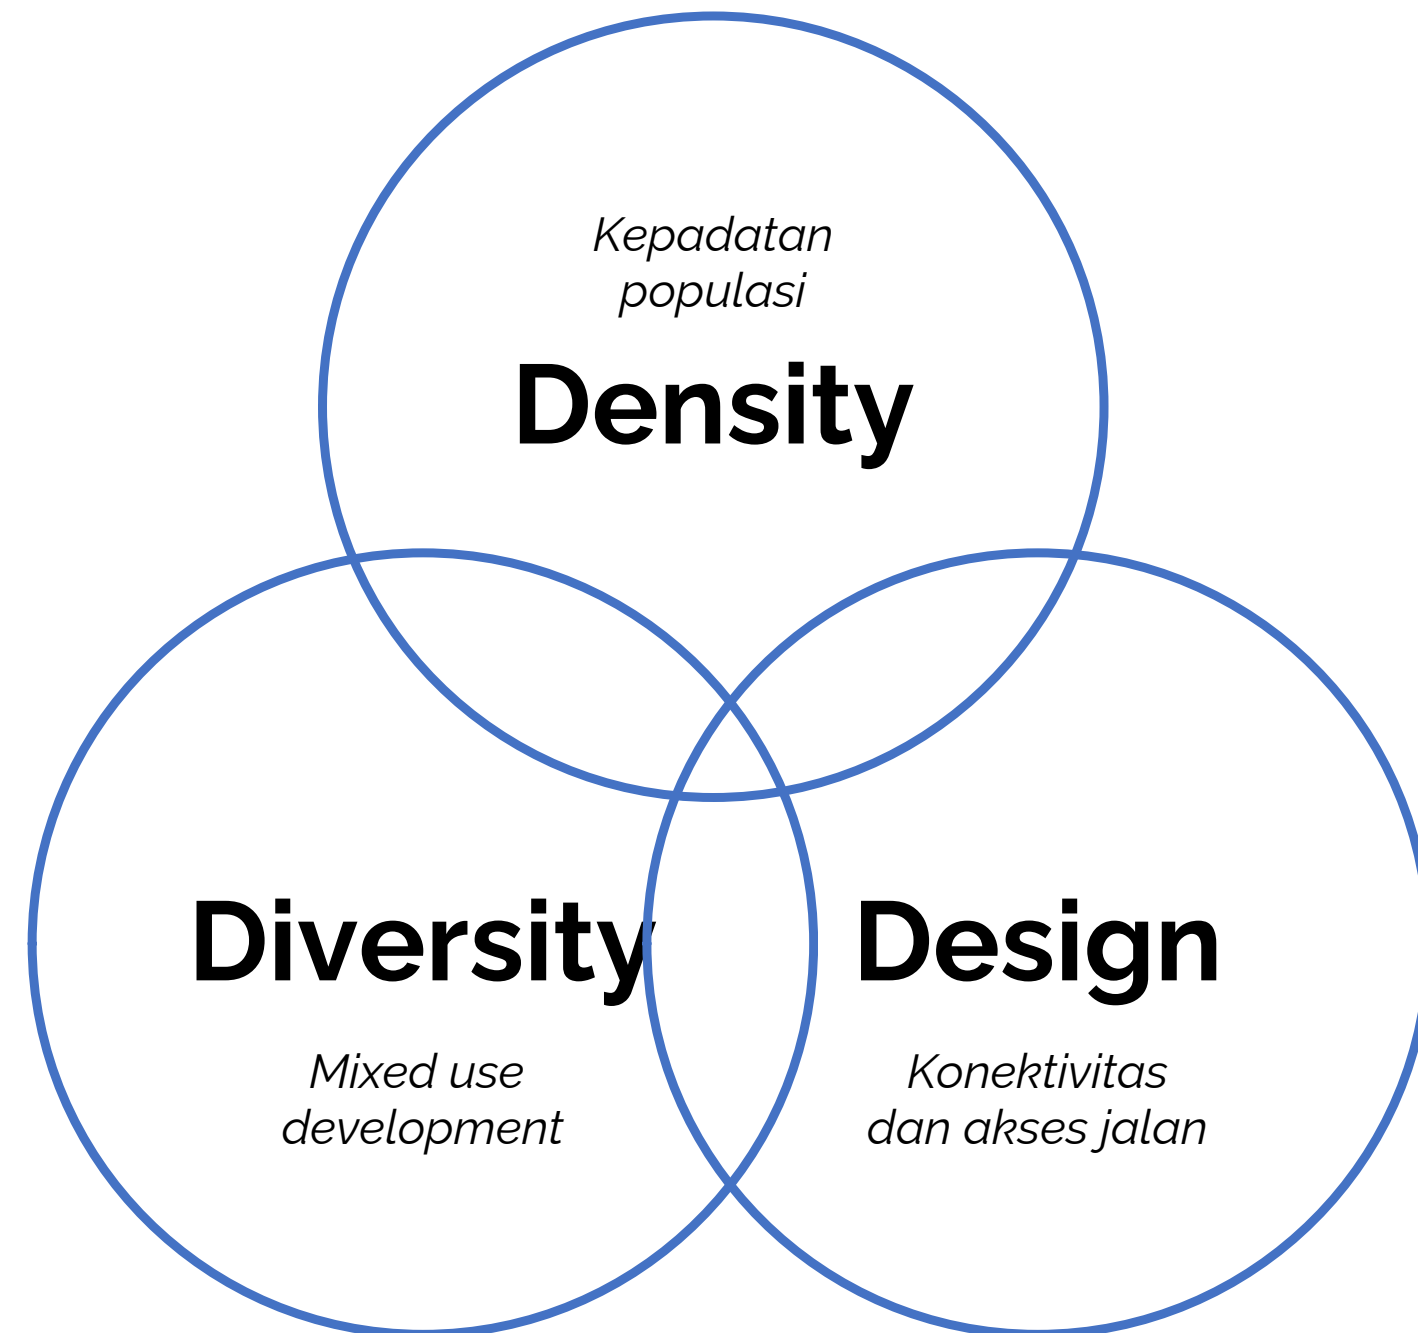 Kepadatan
populasi
Density
Diversity
Mixed use
development
Design
Konektivitas
dan akses jalan